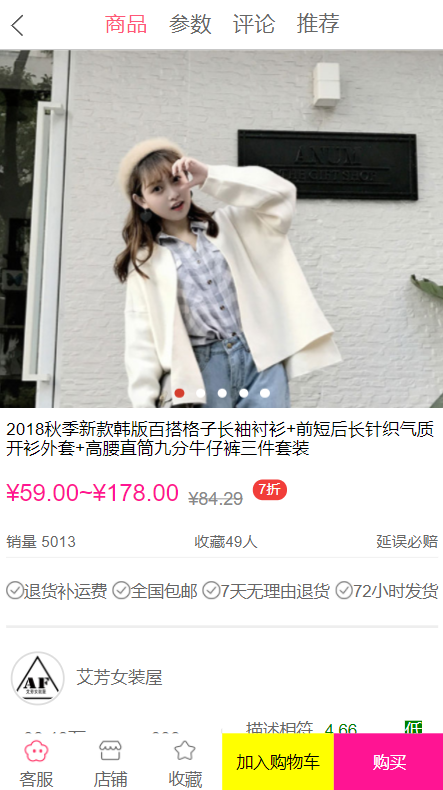 商品 参数 评论 推荐
ANUM
2018秋季新款韩版百搭格子长袖衬衫+前短后长针织气质
开衫外套+高腰直筒九分牛仔裤三件套装
¥59.00~¥178.00 ¥84.29 7折
销量 5013 收藏49人 延误必赔
退货补运费 全国包邮 7天无理由退货 72小时发货
AF
艾芳女装屋
艾芳女装屋
描述相符 4.66 低
客服 店铺 收藏 加入购物车 购买